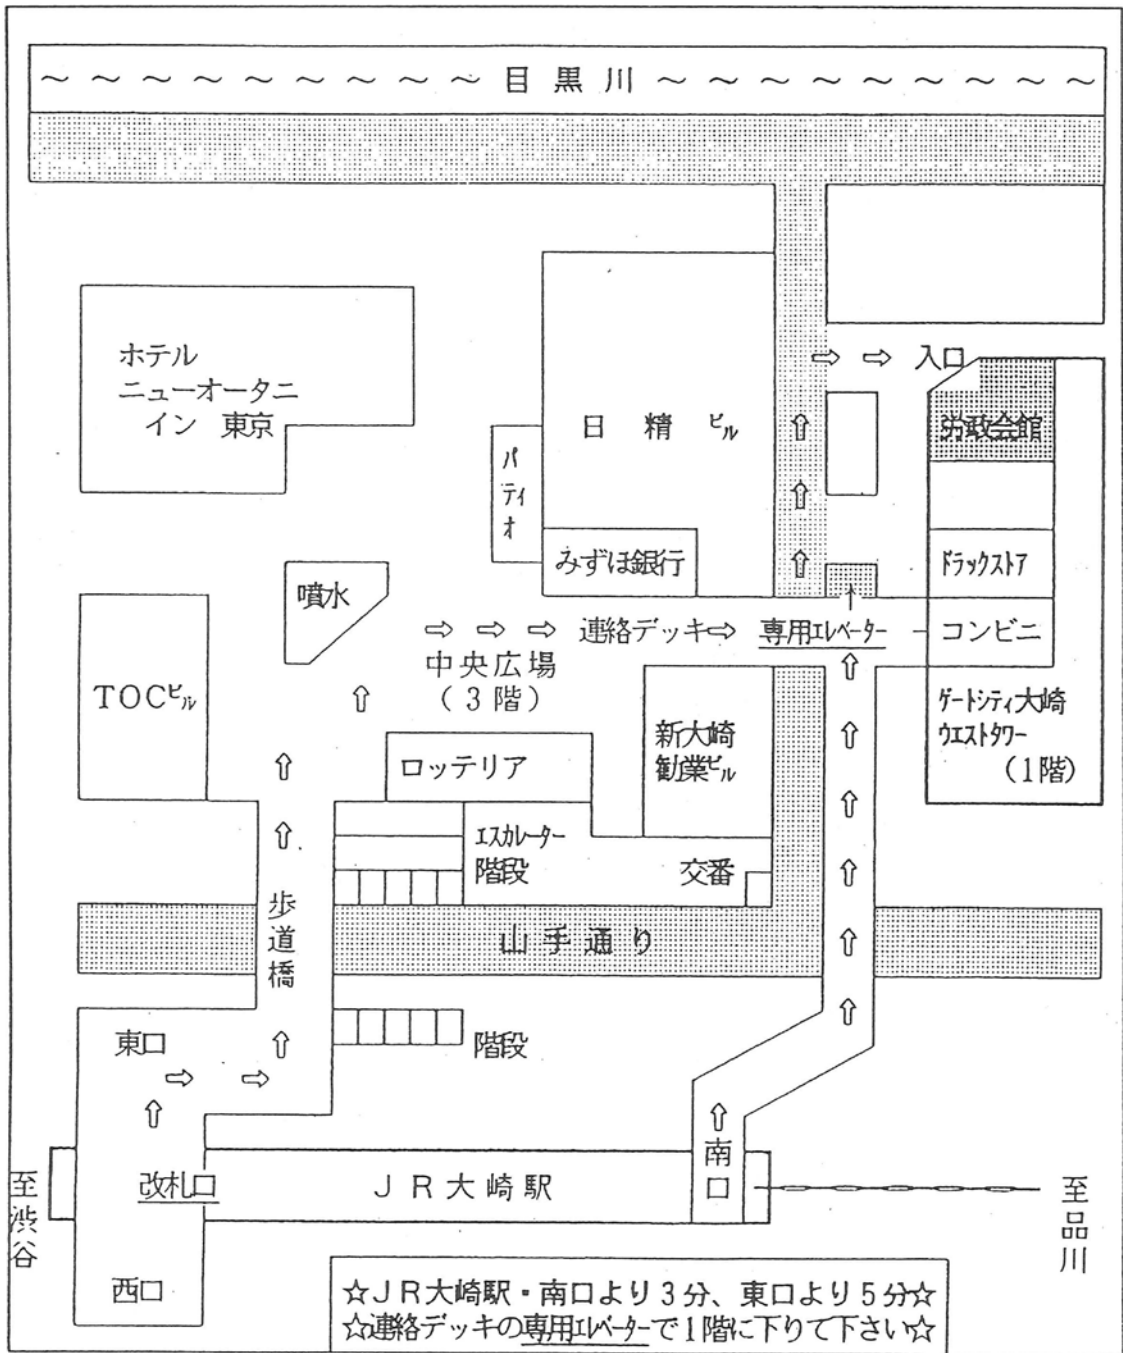 ～ ～ ～ ～ ～ ～ ～ ～ ～ 目黒川 ～ ～ ～ ～ ～ ～ ～ ～ ～
ホテル
ニューオータニ
イン 東京
日 精 ビル
パティオ
みずほ銀行
入口
労政会館
ドラックストア
コンビニ
ゲートシティ大崎
ウエストタワー
（1階）
噴水
⇨ ⇨ ⇨ 連絡デッキ⇨ 専用エレベーター
中央広場
（3階）
TOCビル
ロッテリア
新大崎
勧業ビル
エスカレーター
階段
交番
歩道橋
山手通り
東口
階段
改札口
JR大崎駅
南口
西口
至渋谷
至品川
☆JR大崎駅・南口より3分、東口より5分☆
☆連絡デッキの専用エレベーターで1階に下りて下さい☆